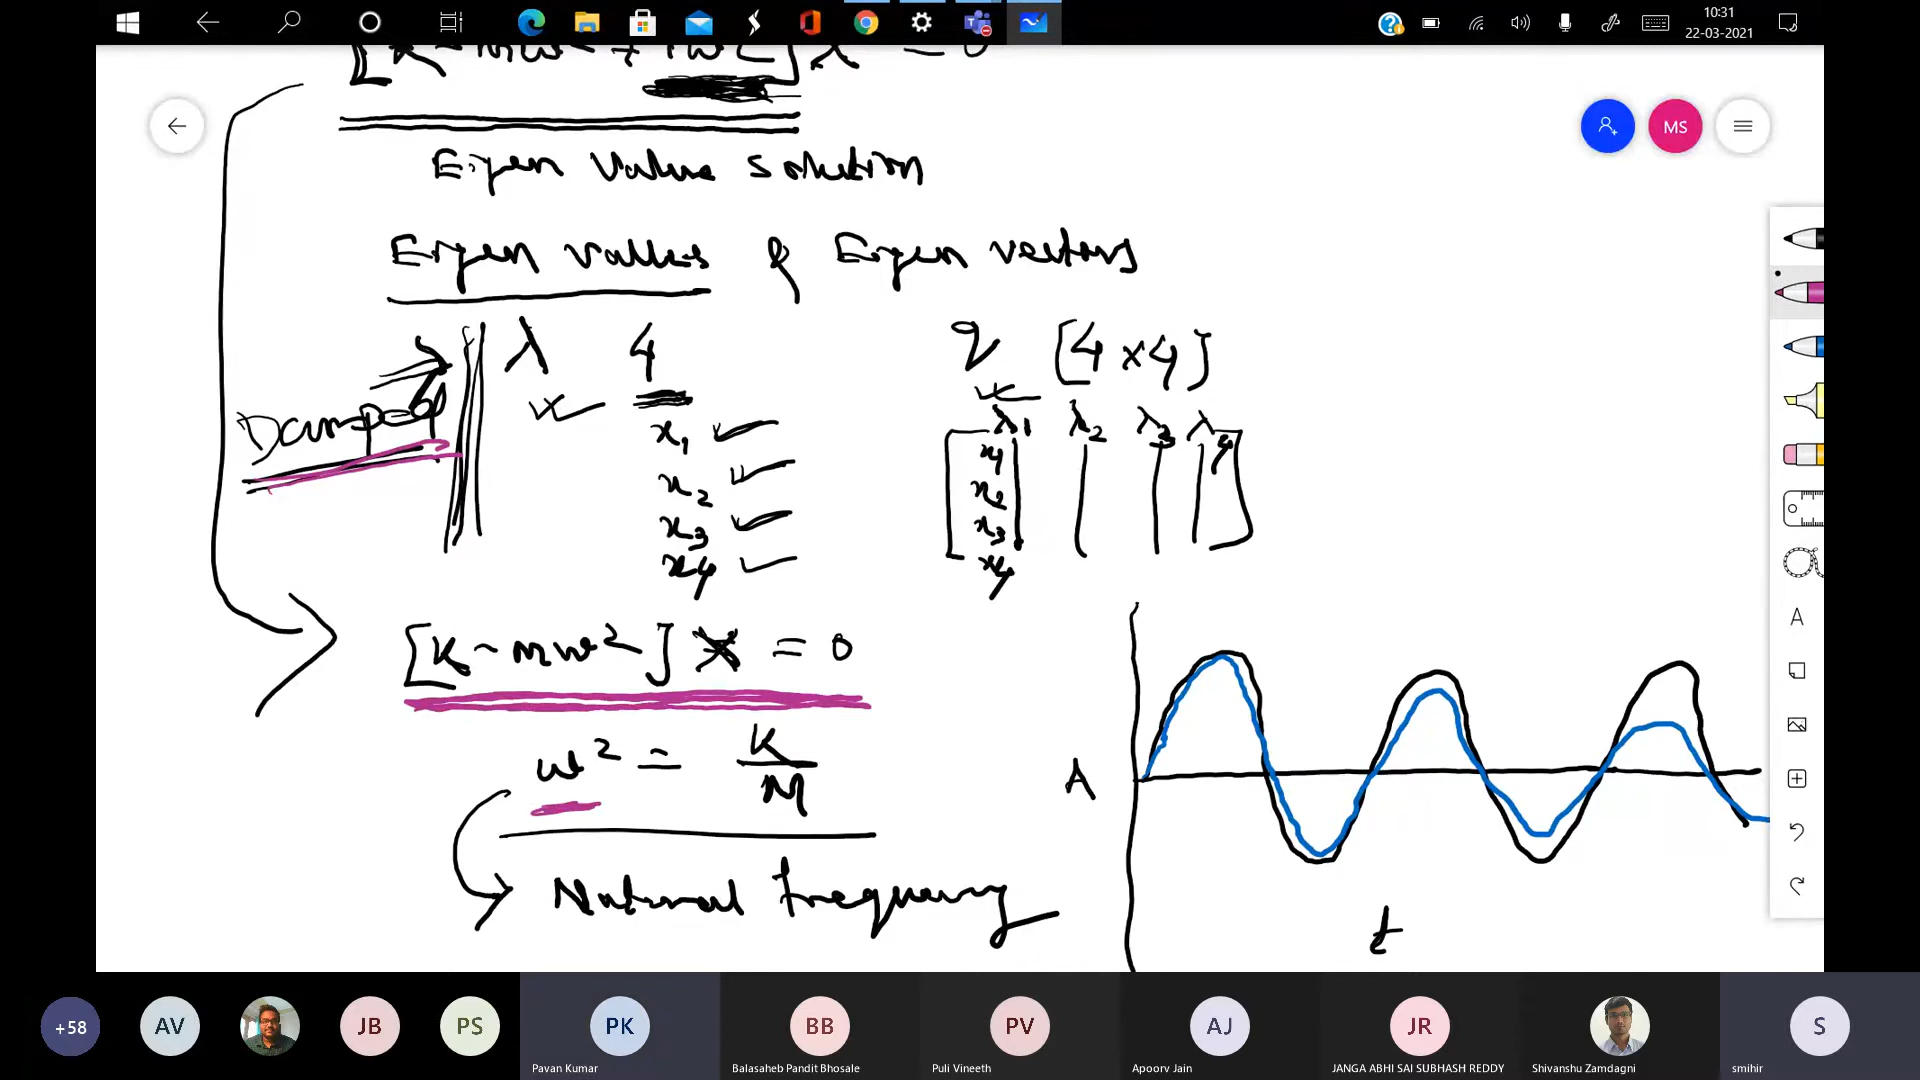 10:31
22-03-2021
[K - mω² + iωC] X = 0
MS
Eigen Value Solution
Eigen values & Eigen vectors
λ 4 q [4 x 4]
Damped
λ1 λ2 λ3 λ4
x1 x1
x2 x2
x3 x3
x4 x4
[K - mω²] X = 0
ω² = K/M
A
Natural frequency
t
A
+58 AV JB PS PK BB PV AJ JR S
Pavan Kumar Balasaheb Pandit Bhosale Puli Vineeth Apoorv Jain JANGA ABHI SAI SUBHASH REDDY Shivanshu Zamdagni smihir